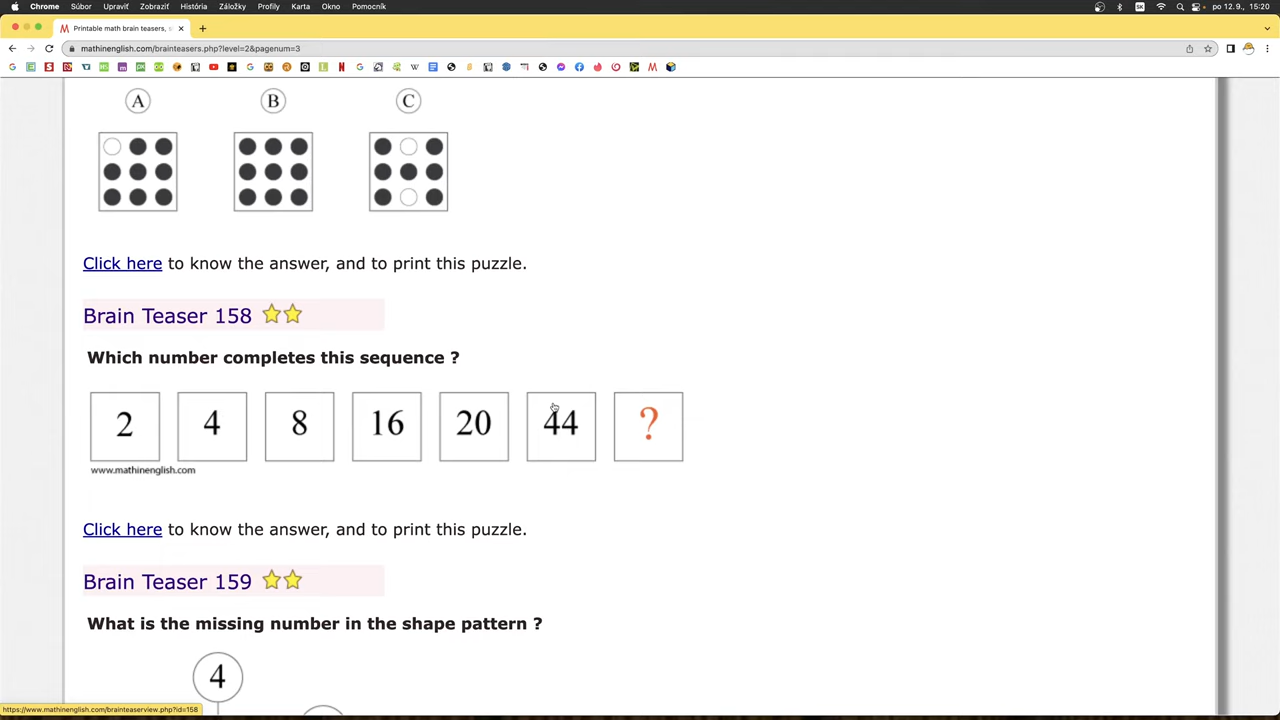 Chrome Súbor Upraviť Zobraziť História Záložky Profily Karta Okno Pomocník SK po 12.9., 15:20
Printable math brain teasers, s
mathinenglish.com/brainteasers.php?level=2&pagenum=3
A B C
Click here to know the answer, and to print this puzzle.
Brain Teaser 158
Which number completes this sequence ?
2 4 8 16 20 44 ?
www.mathinenglish.com
Click here to know the answer, and to print this puzzle.
Brain Teaser 159
What is the missing number in the shape pattern ?
4
https://www.mathinenglish.com/brainteaserview.php?id=158